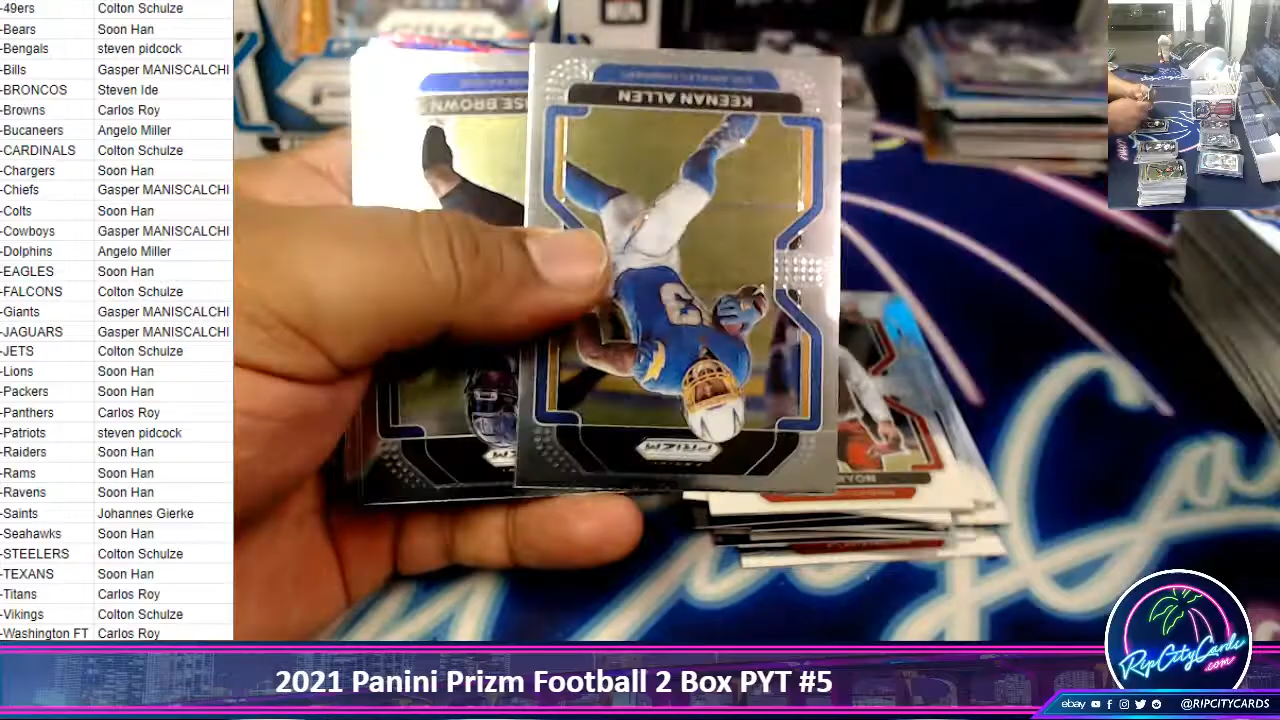 -49ers Colton Schulze
-Bears Soon Han
-Bengals steven pidcock
-Bills Gasper MANISCALCHI
-BRONCOS Steven Ide
-Browns Carlos Roy
-Bucaneers Angelo Miller
-CARDINALS Colton Schulze
-Chargers Soon Han
-Chiefs Gasper MANISCALCHI
-Colts Soon Han
-Cowboys Gasper MANISCALCHI
-Dolphins Angelo Miller
-EAGLES Soon Han
-FALCONS Colton Schulze
-Giants Gasper MANISCALCHI
-JAGUARS Gasper MANISCALCHI
-JETS Colton Schulze
-Lions Soon Han
-Packers Soon Han
-Panthers Carlos Roy
-Patriots steven pidcock
-Raiders Soon Han
-Rams Soon Han
-Ravens Soon Han
-Saints Johannes Gierke
-Seahawks Soon Han
-STEELERS Colton Schulze
-TEXANS Soon Han
-Titans Carlos Roy
-Vikings Colton Schulze
-Washington FT Carlos Roy
KEENAN ALLEN
BROWN
PANINI
PRIZM
RipCityCards
.com
2021 Panini Prizm Football 2 Box PYT #5
ebay @RIPCITYCARDS